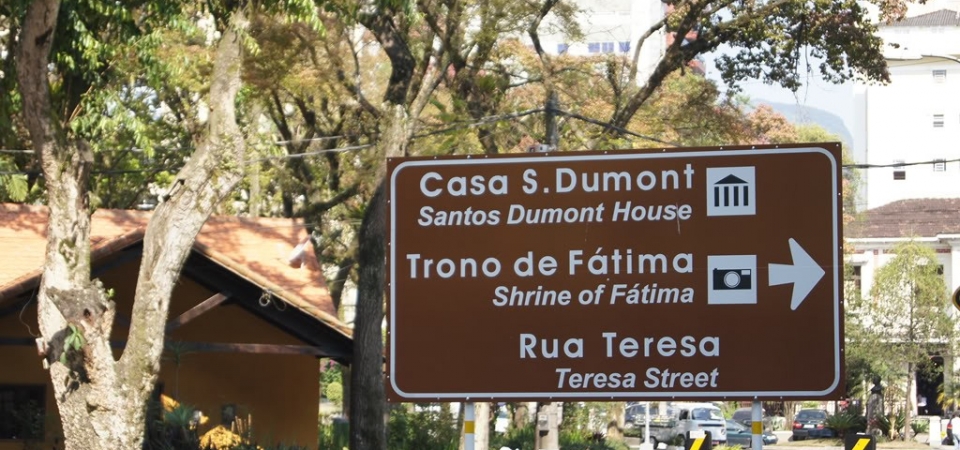 Casa S. Dumont
Santos Dumont House
Trono de Fátima
Shrine of Fátima
Rua Teresa
Teresa Street